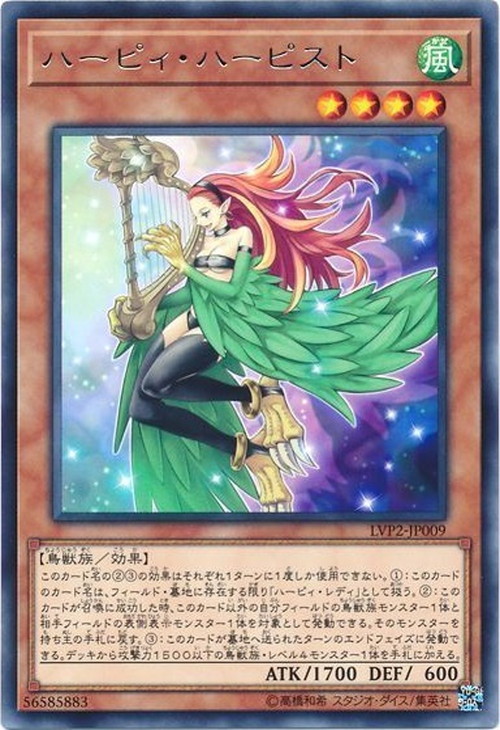 ハーピィ・ハーピスト
風
LVP2-JP009
【鳥獣族／効果】
このカード名の②③の効果はそれぞれ1ターンに1度しか使用できない。①：このカード
のカード名は、フィールド・墓地に存在する限り「ハーピィ・レディ」として扱う。②：この
カードが召喚に成功した時、このカード以外の自分フィールドの鳥獣族モンスター1体と
相手フィールドの表側表示モンスター1体を対象として発動できる。そのモンスターを
持ち主の手札に戻す。③：このカードが墓地へ送られたターンのエンドフェイズに発動で
きる。デッキから攻撃力1500以下の鳥獣族・レベル4モンスター1体を手札に加える。
ATK/1700 DEF/ 600
56585883
©高橋和希 スタジオ・ダイス/集英社